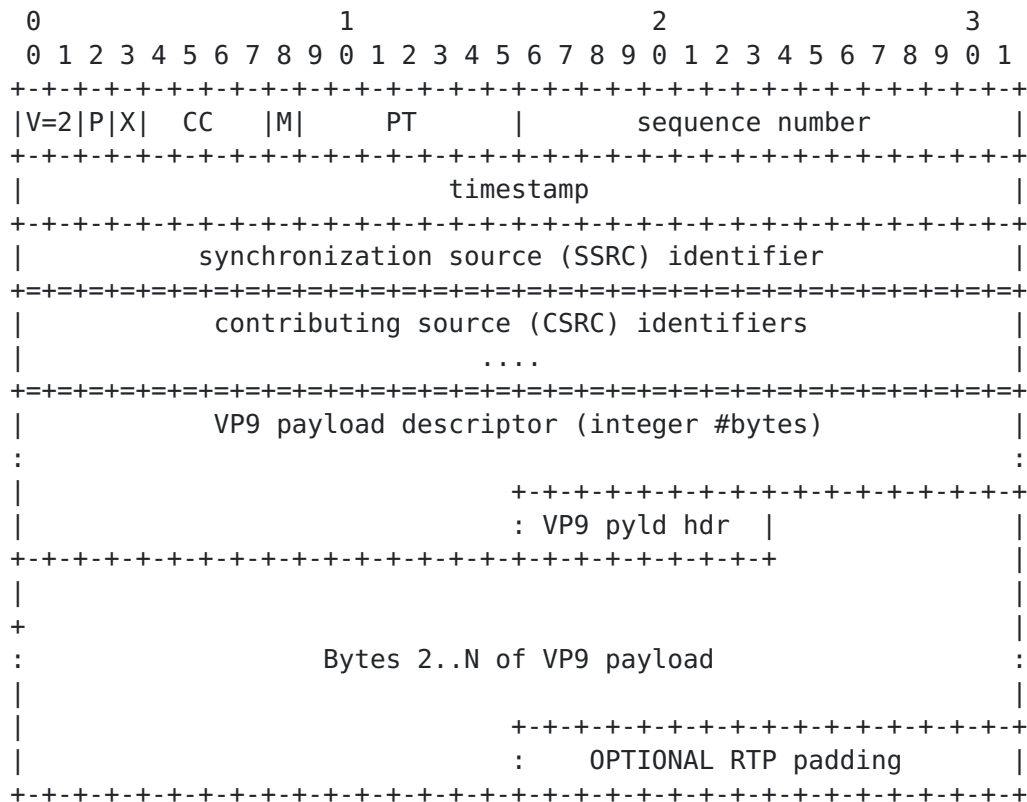 0                   1                   2                   3
 0 1 2 3 4 5 6 7 8 9 0 1 2 3 4 5 6 7 8 9 0 1 2 3 4 5 6 7 8 9 0 1
+-+-+-+-+-+-+-+-+-+-+-+-+-+-+-+-+-+-+-+-+-+-+-+-+-+-+-+-+-+-+-+-+
|V=2|P|X|  CC   |M|     PT      |       sequence number         |
+-+-+-+-+-+-+-+-+-+-+-+-+-+-+-+-+-+-+-+-+-+-+-+-+-+-+-+-+-+-+-+-+
|                           timestamp                           |
+-+-+-+-+-+-+-+-+-+-+-+-+-+-+-+-+-+-+-+-+-+-+-+-+-+-+-+-+-+-+-+-+
|           synchronization source (SSRC) identifier            |
+=+=+=+=+=+=+=+=+=+=+=+=+=+=+=+=+=+=+=+=+=+=+=+=+=+=+=+=+=+=+=+=+
|            contributing source (CSRC) identifiers             |
|                             ....                              |
+=+=+=+=+=+=+=+=+=+=+=+=+=+=+=+=+=+=+=+=+=+=+=+=+=+=+=+=+=+=+=+=+
|            VP9 payload descriptor (integer #bytes)            |
:                                                               :
|                               +-+-+-+-+-+-+-+-+-+-+-+-+-+-+-+-+
|                               : VP9 pyld hdr  |               |
+-+-+-+-+-+-+-+-+-+-+-+-+-+-+-+-+-+-+-+-+-+-+-+-+               |
|                                                               |
+                                                               |
:                   Bytes 2..N of VP9 payload                   :
|                                                               |
|                               +-+-+-+-+-+-+-+-+-+-+-+-+-+-+-+-+
|                               :    OPTIONAL RTP padding       |
+-+-+-+-+-+-+-+-+-+-+-+-+-+-+-+-+-+-+-+-+-+-+-+-+-+-+-+-+-+-+-+-+